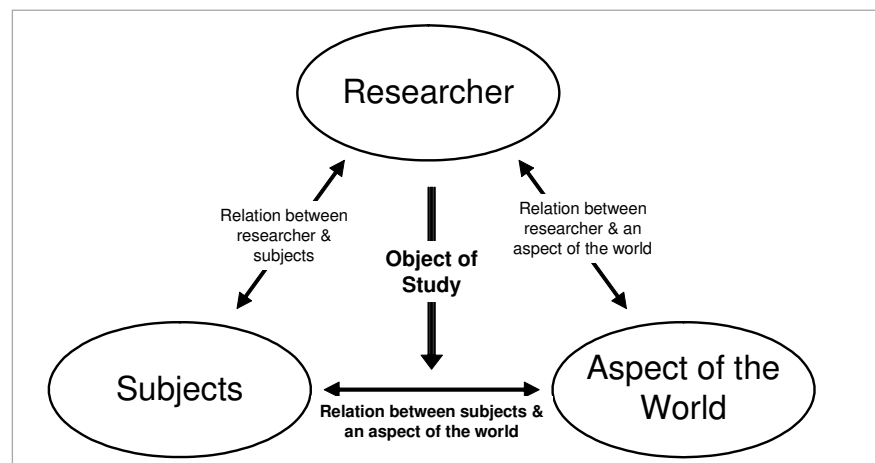 Researcher
Relation between
researcher &
subjects
Relation between
researcher & an
aspect of the world
Object of
Study
Subjects
Aspect of the
World
Relation between subjects &
an aspect of the world